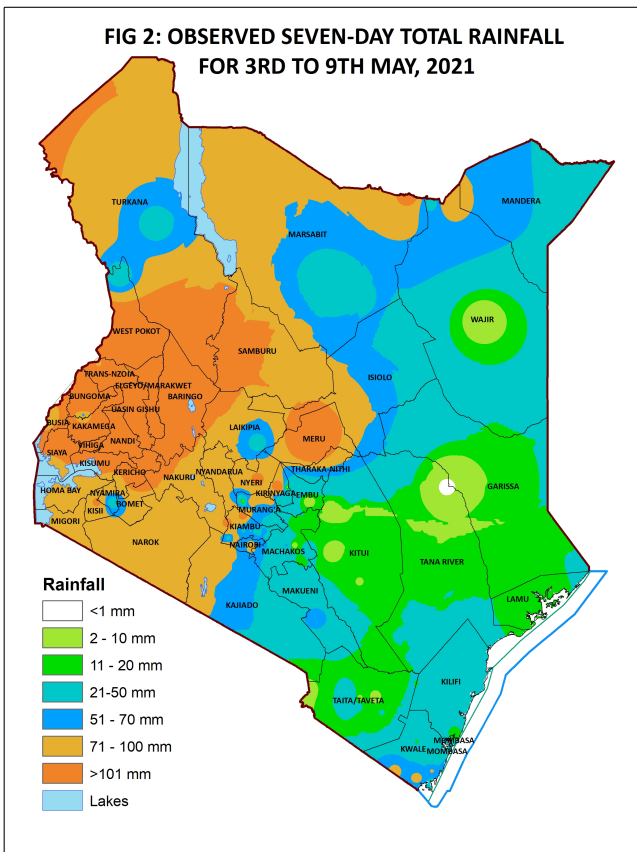 FIG 2: OBSERVED SEVEN-DAY TOTAL RAINFALL
FOR 3RD TO 9TH MAY, 2021
TURKANA
MANDERA
MARSABIT
WAJIR
WEST POKOT
SAMBURU
TRANS-NZOIA
ISIOLO
ELGEYO/MARAKWET
BUNGOMA
BARINGO
UASIN GISHU
BUSIA
KAKAMEGA
LAIKIPIA
MERU
VIHIGA
NANDI
SIAYA
KISUMU
THARAKA NITHI
KERICHO
NYANDARUA
NAKURU
NYERI
GARISSA
HOMA BAY
NYAMIRA
KIRINYAGA
EMBU
KISII
BOMET
MURANG'A
MIGORI
KIAMBU
NAROK
NAIROBI
MACHAKOS
KITUI
TANA RIVER
KAJIADO
MAKUENI
LAMU
KILIFI
TAITA/TAVETA
MOMBASA
KWALE
MOMBASA
Rainfall
<1 mm
2 - 10 mm
11 - 20 mm
21-50 mm
51 - 70 mm
71 - 100 mm
>101 mm
Lakes